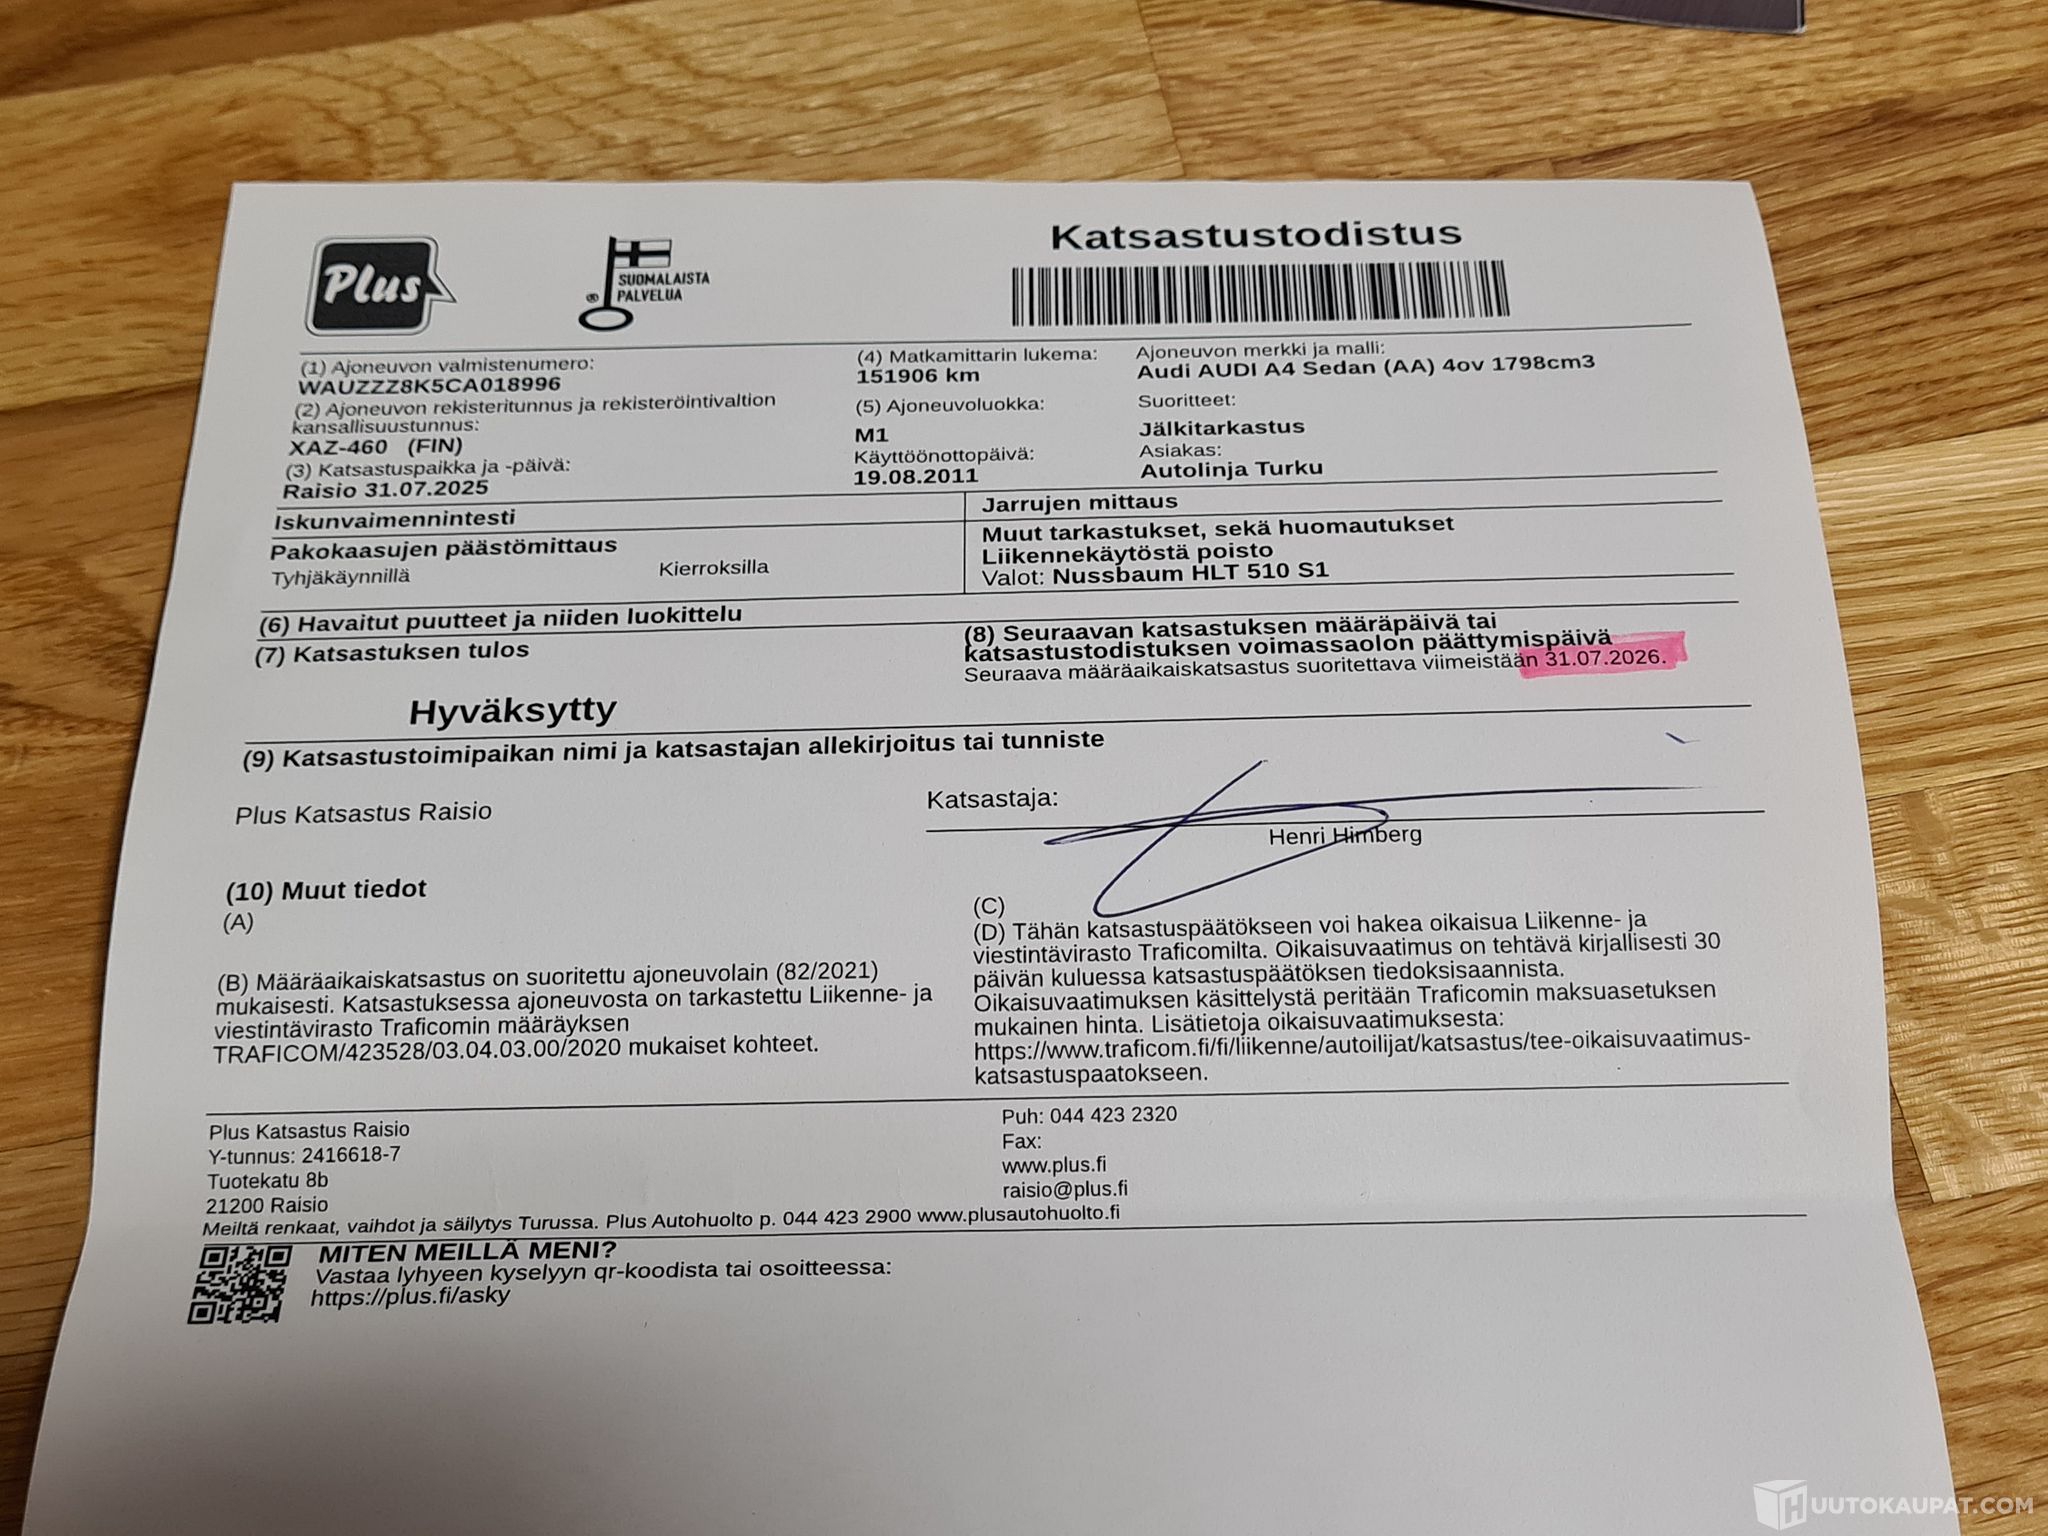 Plus
SUOMALAISTA
PALVELUA
®
Katsastustodistus
(1) Ajoneuvon valmistenumero:
WAUZZZ8K5CA018996
(2) Ajoneuvon rekisteritunnus ja rekisteröintivaltion
kansallisuustunnus:
XAZ-460 (FIN)
(3) Katsastuspaikka ja -päivä:
Raisio 31.07.2025
(4) Matkamittarin lukema:
151906 km
(5) Ajoneuvoluokka:
M1
Käyttöönottopäivä:
19.08.2011
Ajoneuvon merkki ja malli:
Audi AUDI A4 Sedan (AA) 4ov 1798cm3
Suoritteet:
Jälkitarkastus
Asiakas:
Autolinja Turku
Iskunvaimennintesti
Pakokaasujen päästömittaus
Tyhjäkäynnillä Kierroksilla
Jarrujen mittaus
Muut tarkastukset, sekä huomautukset
Liikennekäytöstä poisto
Valot: Nussbaum HLT 510 S1
(6) Havaitut puutteet ja niiden luokittelu
(7) Katsastuksen tulos
Hyväksytty
(8) Seuraavan katsastuksen määräpäivä tai
katsastustodistuksen voimassaolon päättymispäivä
Seuraava määräaikaiskatsastus suoritettava viimeistään 31.07.2026.
(9) Katsastustoimipaikan nimi ja katsastajan allekirjoitus tai tunniste
Plus Katsastus Raisio
Katsastaja:
Henri Himberg
(10) Muut tiedot
(A)
(B) Määräaikaiskatsastus on suoritettu ajoneuvolain (82/2021)
mukaisesti. Katsastuksessa ajoneuvosta on tarkastettu Liikenne- ja
viestintävirasto Traficomin määräyksen
TRAFICOM/423528/03.04.03.00/2020 mukaiset kohteet.
(C)
(D) Tähän katsastuspäätökseen voi hakea oikaisua Liikenne- ja
viestintävirasto Traficomilta. Oikaisuvaatimus on tehtävä kirjallisesti 30
päivän kuluessa katsastuspäätöksen tiedoksisaannista.
Oikaisuvaatimuksen käsittelystä peritään Traficomin maksuasetuksen
mukainen hinta. Lisätietoja oikaisuvaatimuksesta:
https://www.traficom.fi/fi/liikenne/autoilijat/katsastus/tee-oikaisuvaatimus-
katsastuspaatokseen.
Plus Katsastus Raisio
Y-tunnus: 2416618-7
Tuotekatu 8b
21200 Raisio
Puh: 044 423 2320
Fax:
www.plus.fi
raisio@plus.fi
Meiltä renkaat, vaihdot ja säilytys Turussa. Plus Autohuolto p. 044 423 2900 www.plusautohuolto.fi
MITEN MEILLÄ MENI?
Vastaa lyhyeen kyselyyn qr-koodista tai osoitteessa:
https://plus.fi/asky
HUUTOKAUPAT.COM